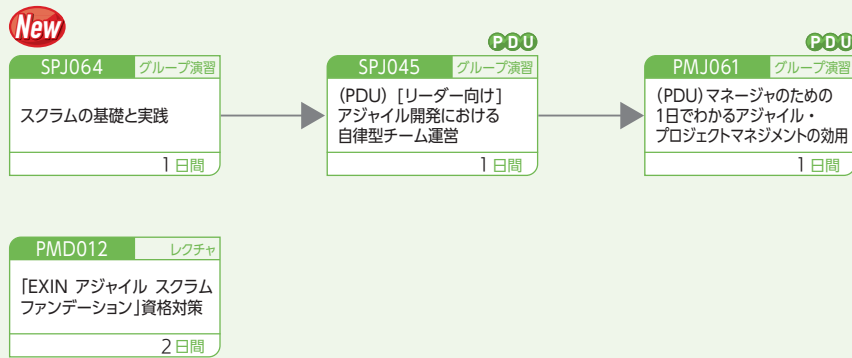 New
SPJ064 グループ演習
スクラムの基礎と実践
1日間
PDU
SPJ045 グループ演習
(PDU)[リーダー向け]
アジャイル開発における
自律型チーム運営
1日間
PDU
PMJ061 グループ演習
(PDU)マネージャのための
1日でわかるアジャイル・
プロジェクトマネジメントの効用
1日間
PMD012 レクチャ
「EXIN アジャイル スクラム
ファンデーション」資格対策
2日間